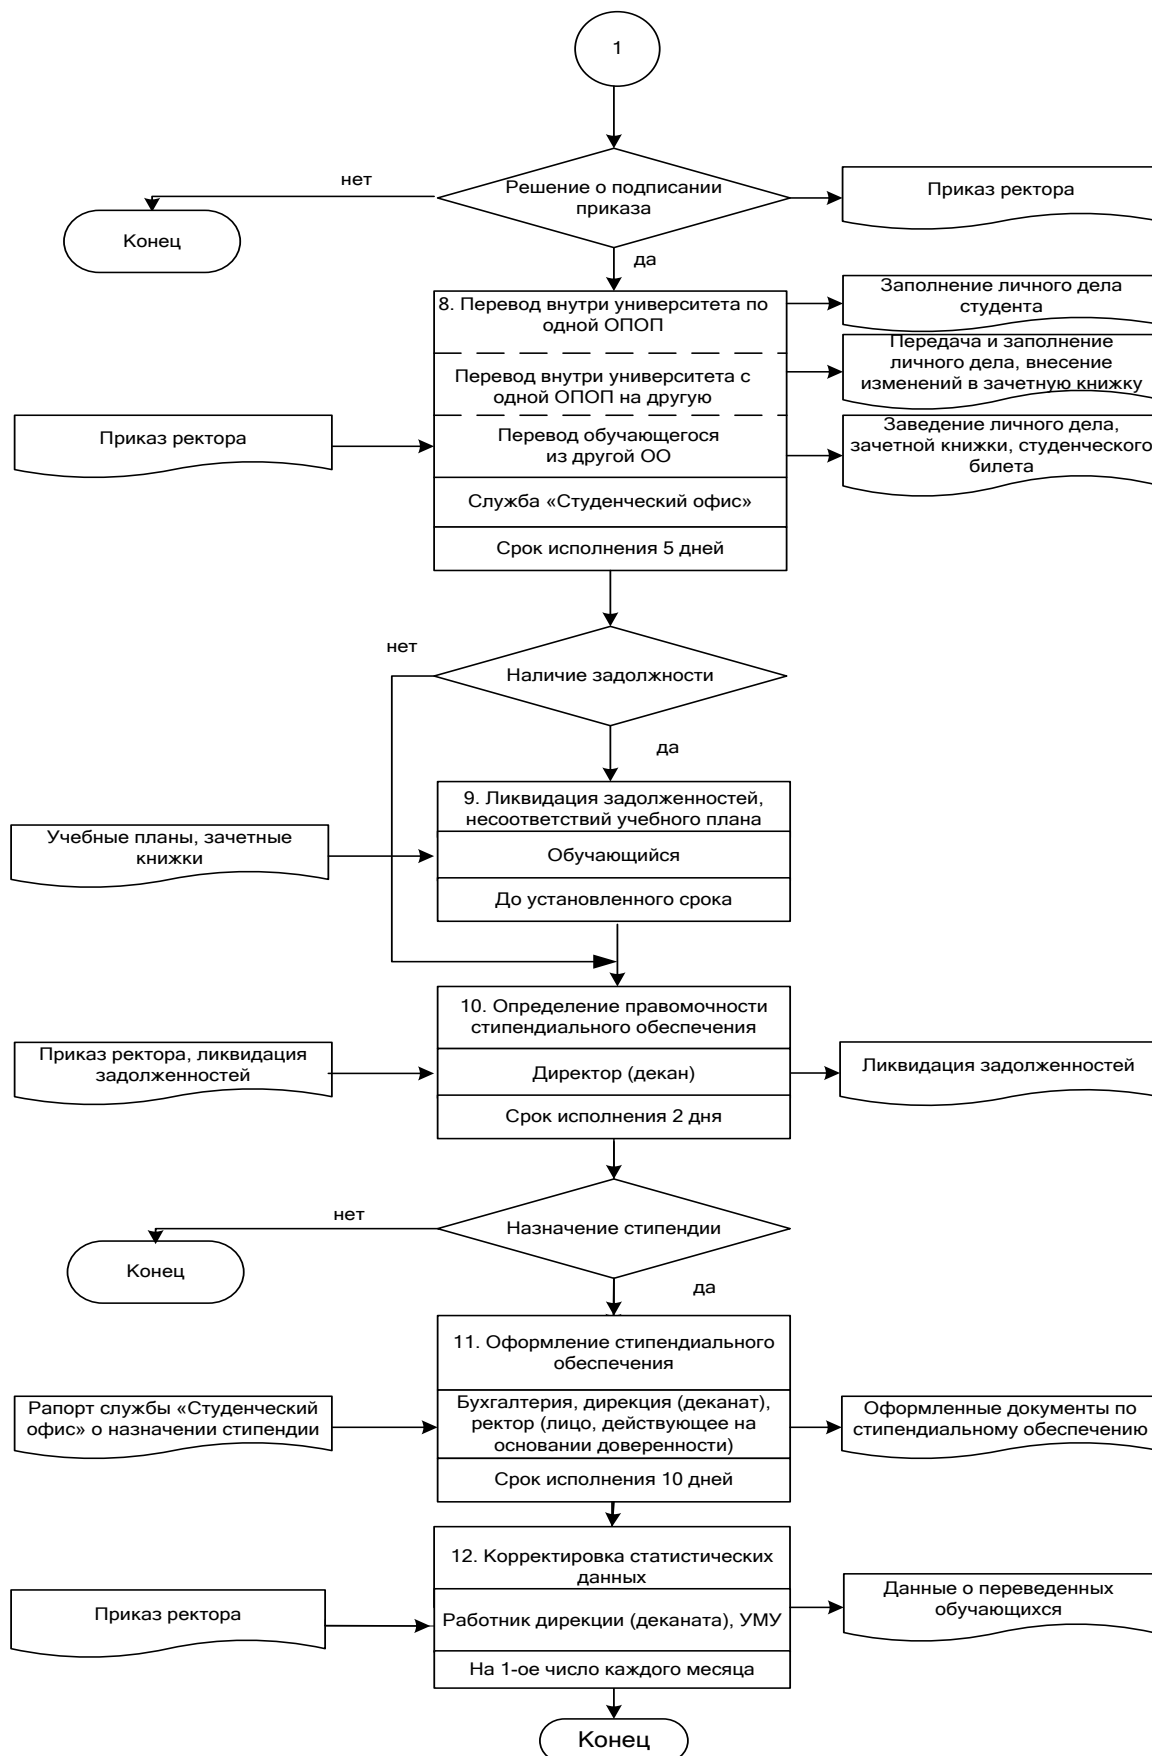 1
нет
Решение о подписании
приказа
Приказ ректора
Конец
да
8. Перевод внутри университета по
одной ОПОП
Заполнение личного дела
студента
Перевод внутри университета с
одной ОПОП на другую
Передача и заполнение
личного дела, внесение
изменений в зачетную книжку
Приказ ректора
Перевод обучающегося
из другой ОО
Заведение личного дела,
зачетной книжки, студенческого
билета
Служба «Студенческий офис»
Срок исполнения 5 дней
нет
Наличие задолжности
да
9. Ликвидация задолженностей,
несоответствий учебного плана
Учебные планы, зачетные
книжки
Обучающийся
До установленного срока
10. Определение правомочности
стипендиального обеспечения
Приказ ректора, ликвидация
задолженностей
Директор (декан)
Ликвидация задолженностей
Срок исполнения 2 дня
нет
Назначение стипендии
Конец
да
11. Оформление стипендиального
обеспечения
Рапорт службы «Студенческий
офис» о назначении стипендии
Бухгалтерия, дирекция (деканат),
ректор (лицо, действующее на
основании доверенности)
Оформленные документы по
стипендиальному обеспечению
Срок исполнения 10 дней
12. Корректировка статистических
данных
Приказ ректора
Работник дирекции (деканата), УМУ
Данные о переведенных
обучающихся
На 1-ое число каждого месяца
Конец